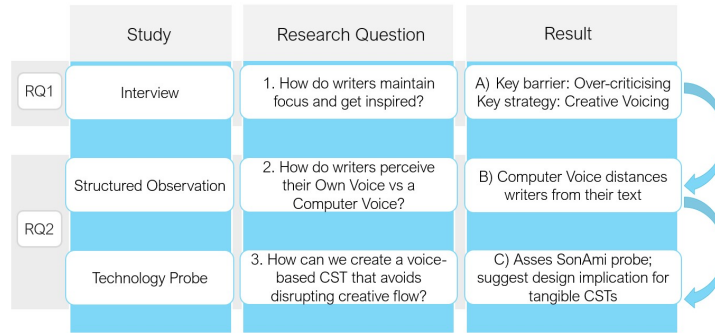 Study
Research Question
Result
RQ1
Interview
1. How do writers maintain
focus and get inspired?
A) Key barrier: Over-criticising
Key strategy: Creative Voicing
RQ2
Structured Observation
2. How do writers perceive
their Own Voice vs a
Computer Voice?
B) Computer Voice distances
writers from their text
Technology Probe
3. How can we create a voice-
based CST that avoids
disrupting creative flow?
C) Asses SonAmi probe;
suggest design implication for
tangible CSTs